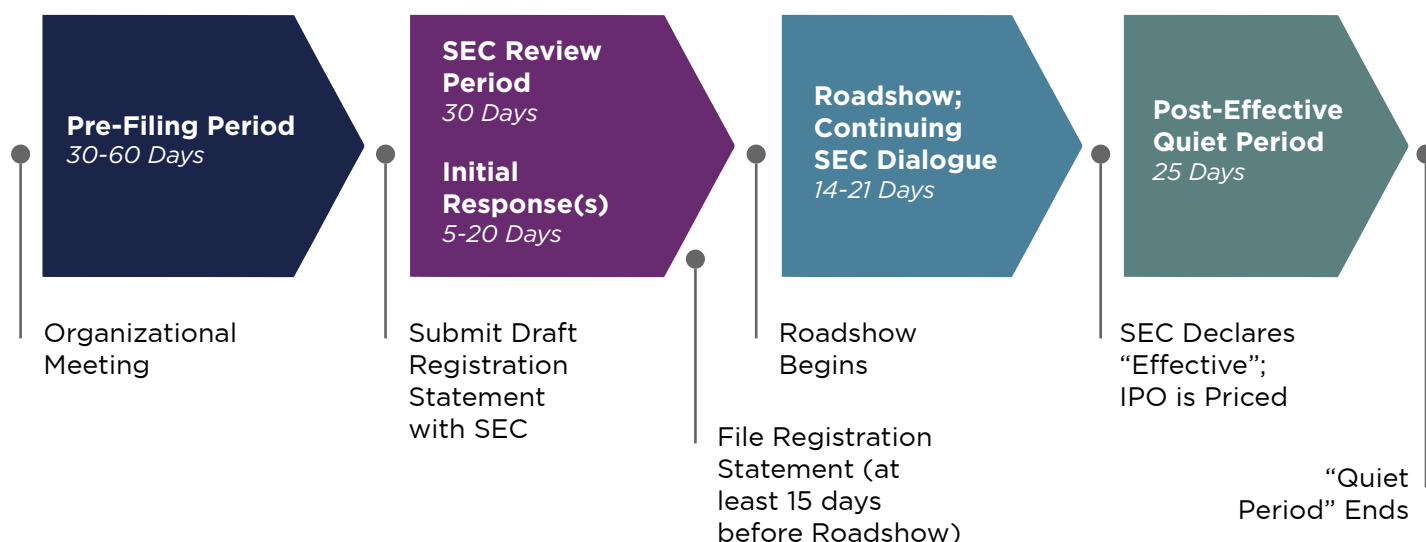 Pre-Filing Period
30-60 Days
SEC Review
Period
30 Days
Initial
Response(s)
5-20 Days
Roadshow;
Continuing
SEC Dialogue
14-21 Days
Post-Effective
Quiet Period
25 Days
Organizational
Meeting
Submit Draft
Registration
Statement
with SEC
File Registration
Statement (at
least 15 days
before Roadshow)
Roadshow
Begins
SEC Declares
“Effective”;
IPO is Priced
“Quiet
Period” Ends